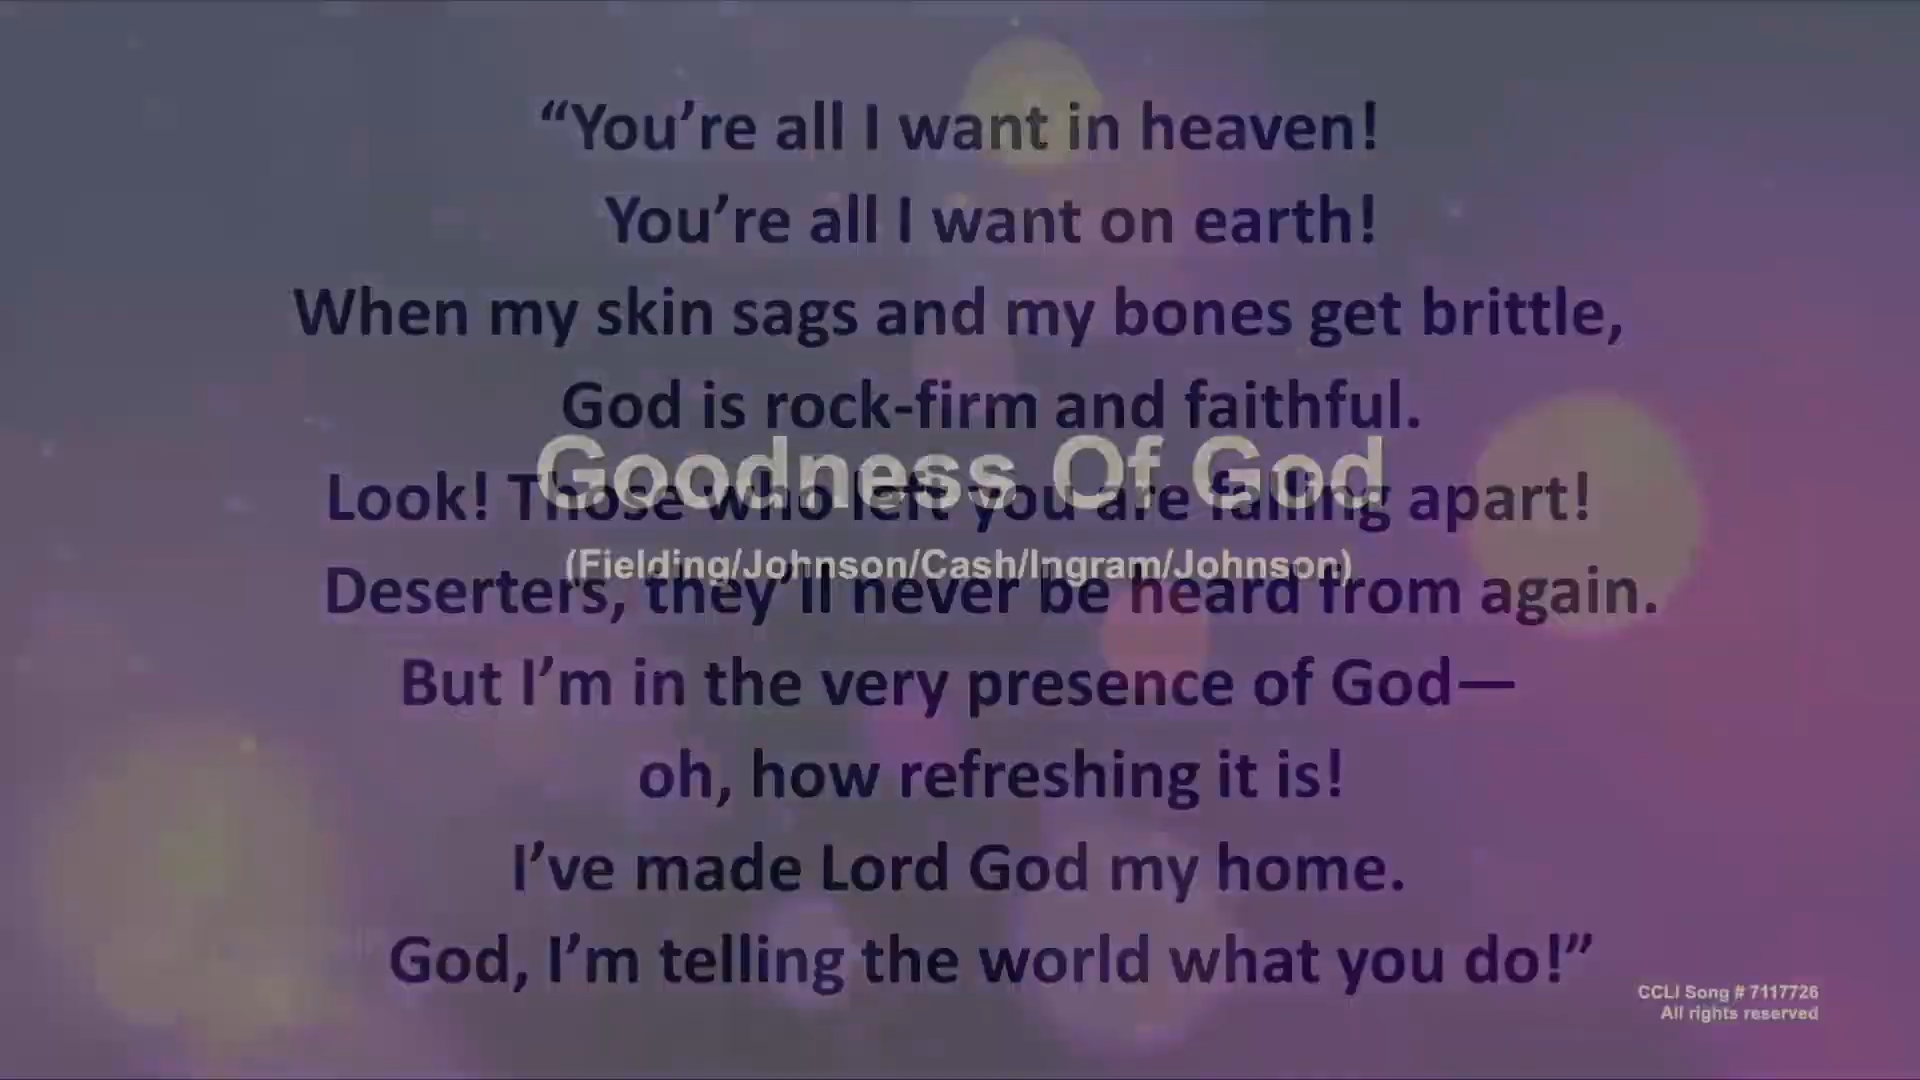 “You’re all I want in heaven!
You’re all I want on earth!
When my skin sags and my bones get brittle,
God is rock-firm and faithful.
Goodness Of God
Look! Those who left you are falling apart!
(Fielding/Johnson/Cash/Ingram/Johnson)
Deserters, they’ll never be heard from again.
But I’m in the very presence of God—
oh, how refreshing it is!
I’ve made Lord God my home.
God, I’m telling the world what you do!”
CCLI Song # 7117726
All rights reserved